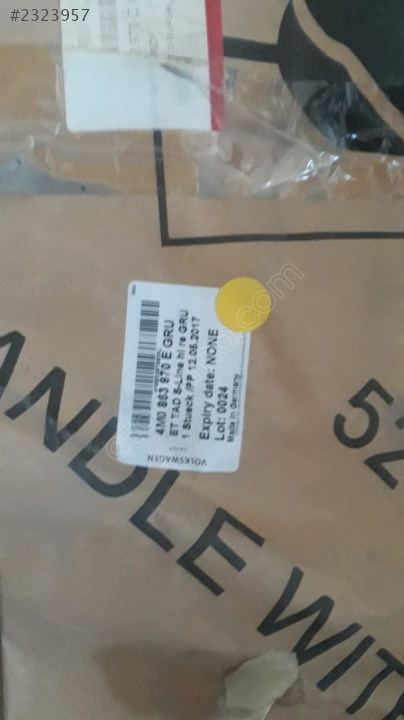 #2323957
VOLKSWAGEN
4M0 863 970 E GRU
ET TAD S-Line hi re GRU
1 Stueck /PP 12.05.2017
Expiry date: NONE
Lot: 0024
Made in Germany
ANDLE WIT
52